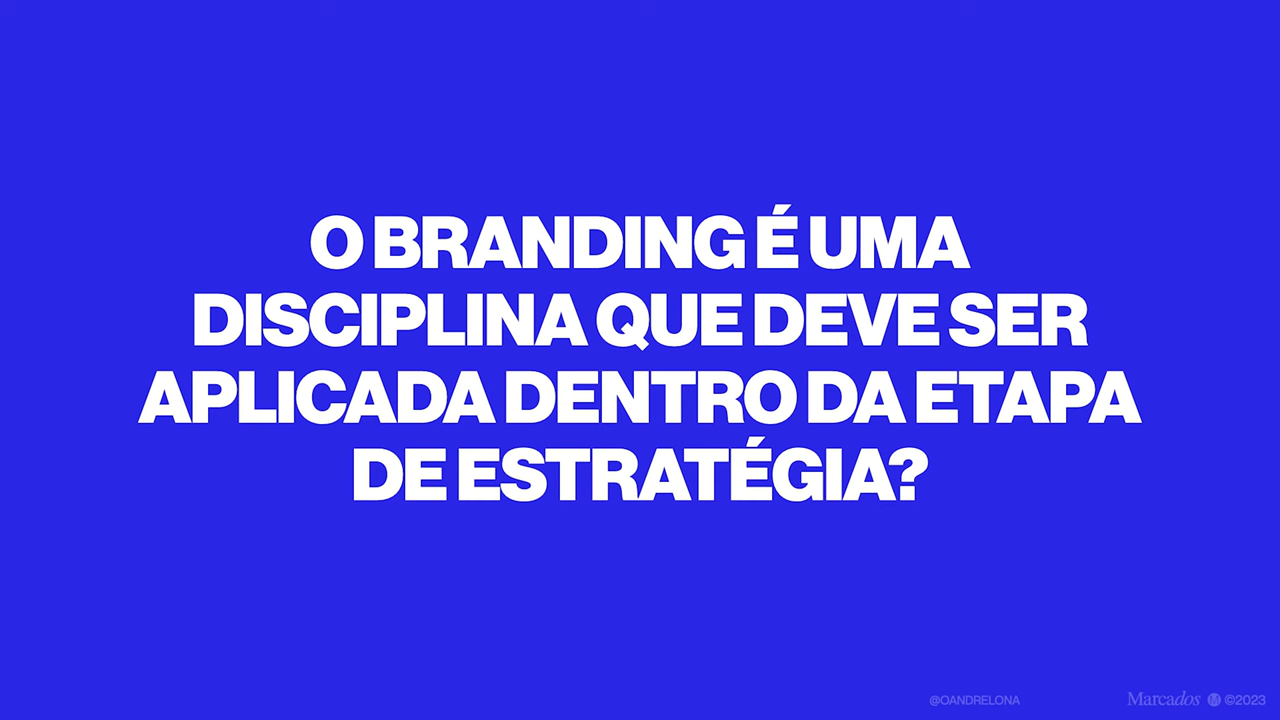 O BRANDING É UMA
DISCIPLINA QUE DEVE SER
APLICADA DENTRO DA ETAPA
DE ESTRATÉGIA?
@OANDRELONA
Marcados M ©2023